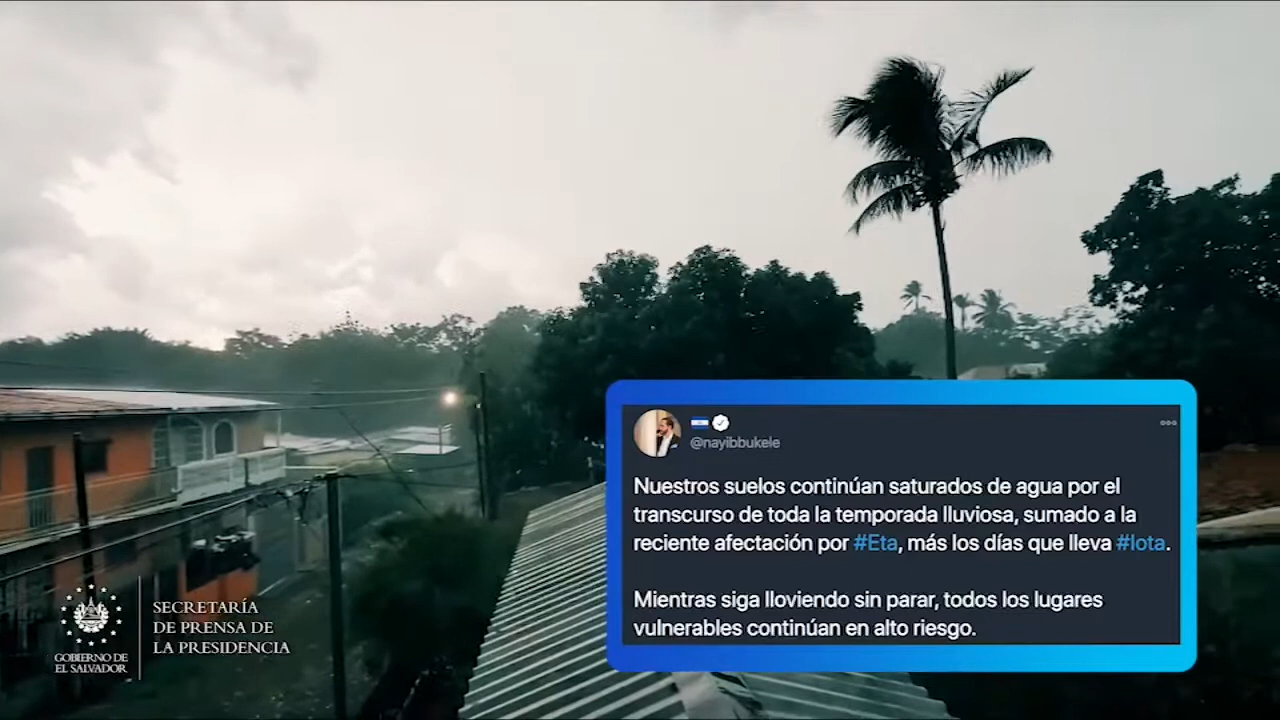 @nayibbukele
Nuestros suelos continúan saturados de agua por el
transcurso de toda la temporada lluviosa, sumado a la
reciente afectación por #Eta, más los días que lleva #Iota.
Mientras siga lloviendo sin parar, todos los lugares
vulnerables continúan en alto riesgo.
GOBIERNO DE
EL SALVADOR
SECRETARÍA
DE PRENSA DE
LA PRESIDENCIA